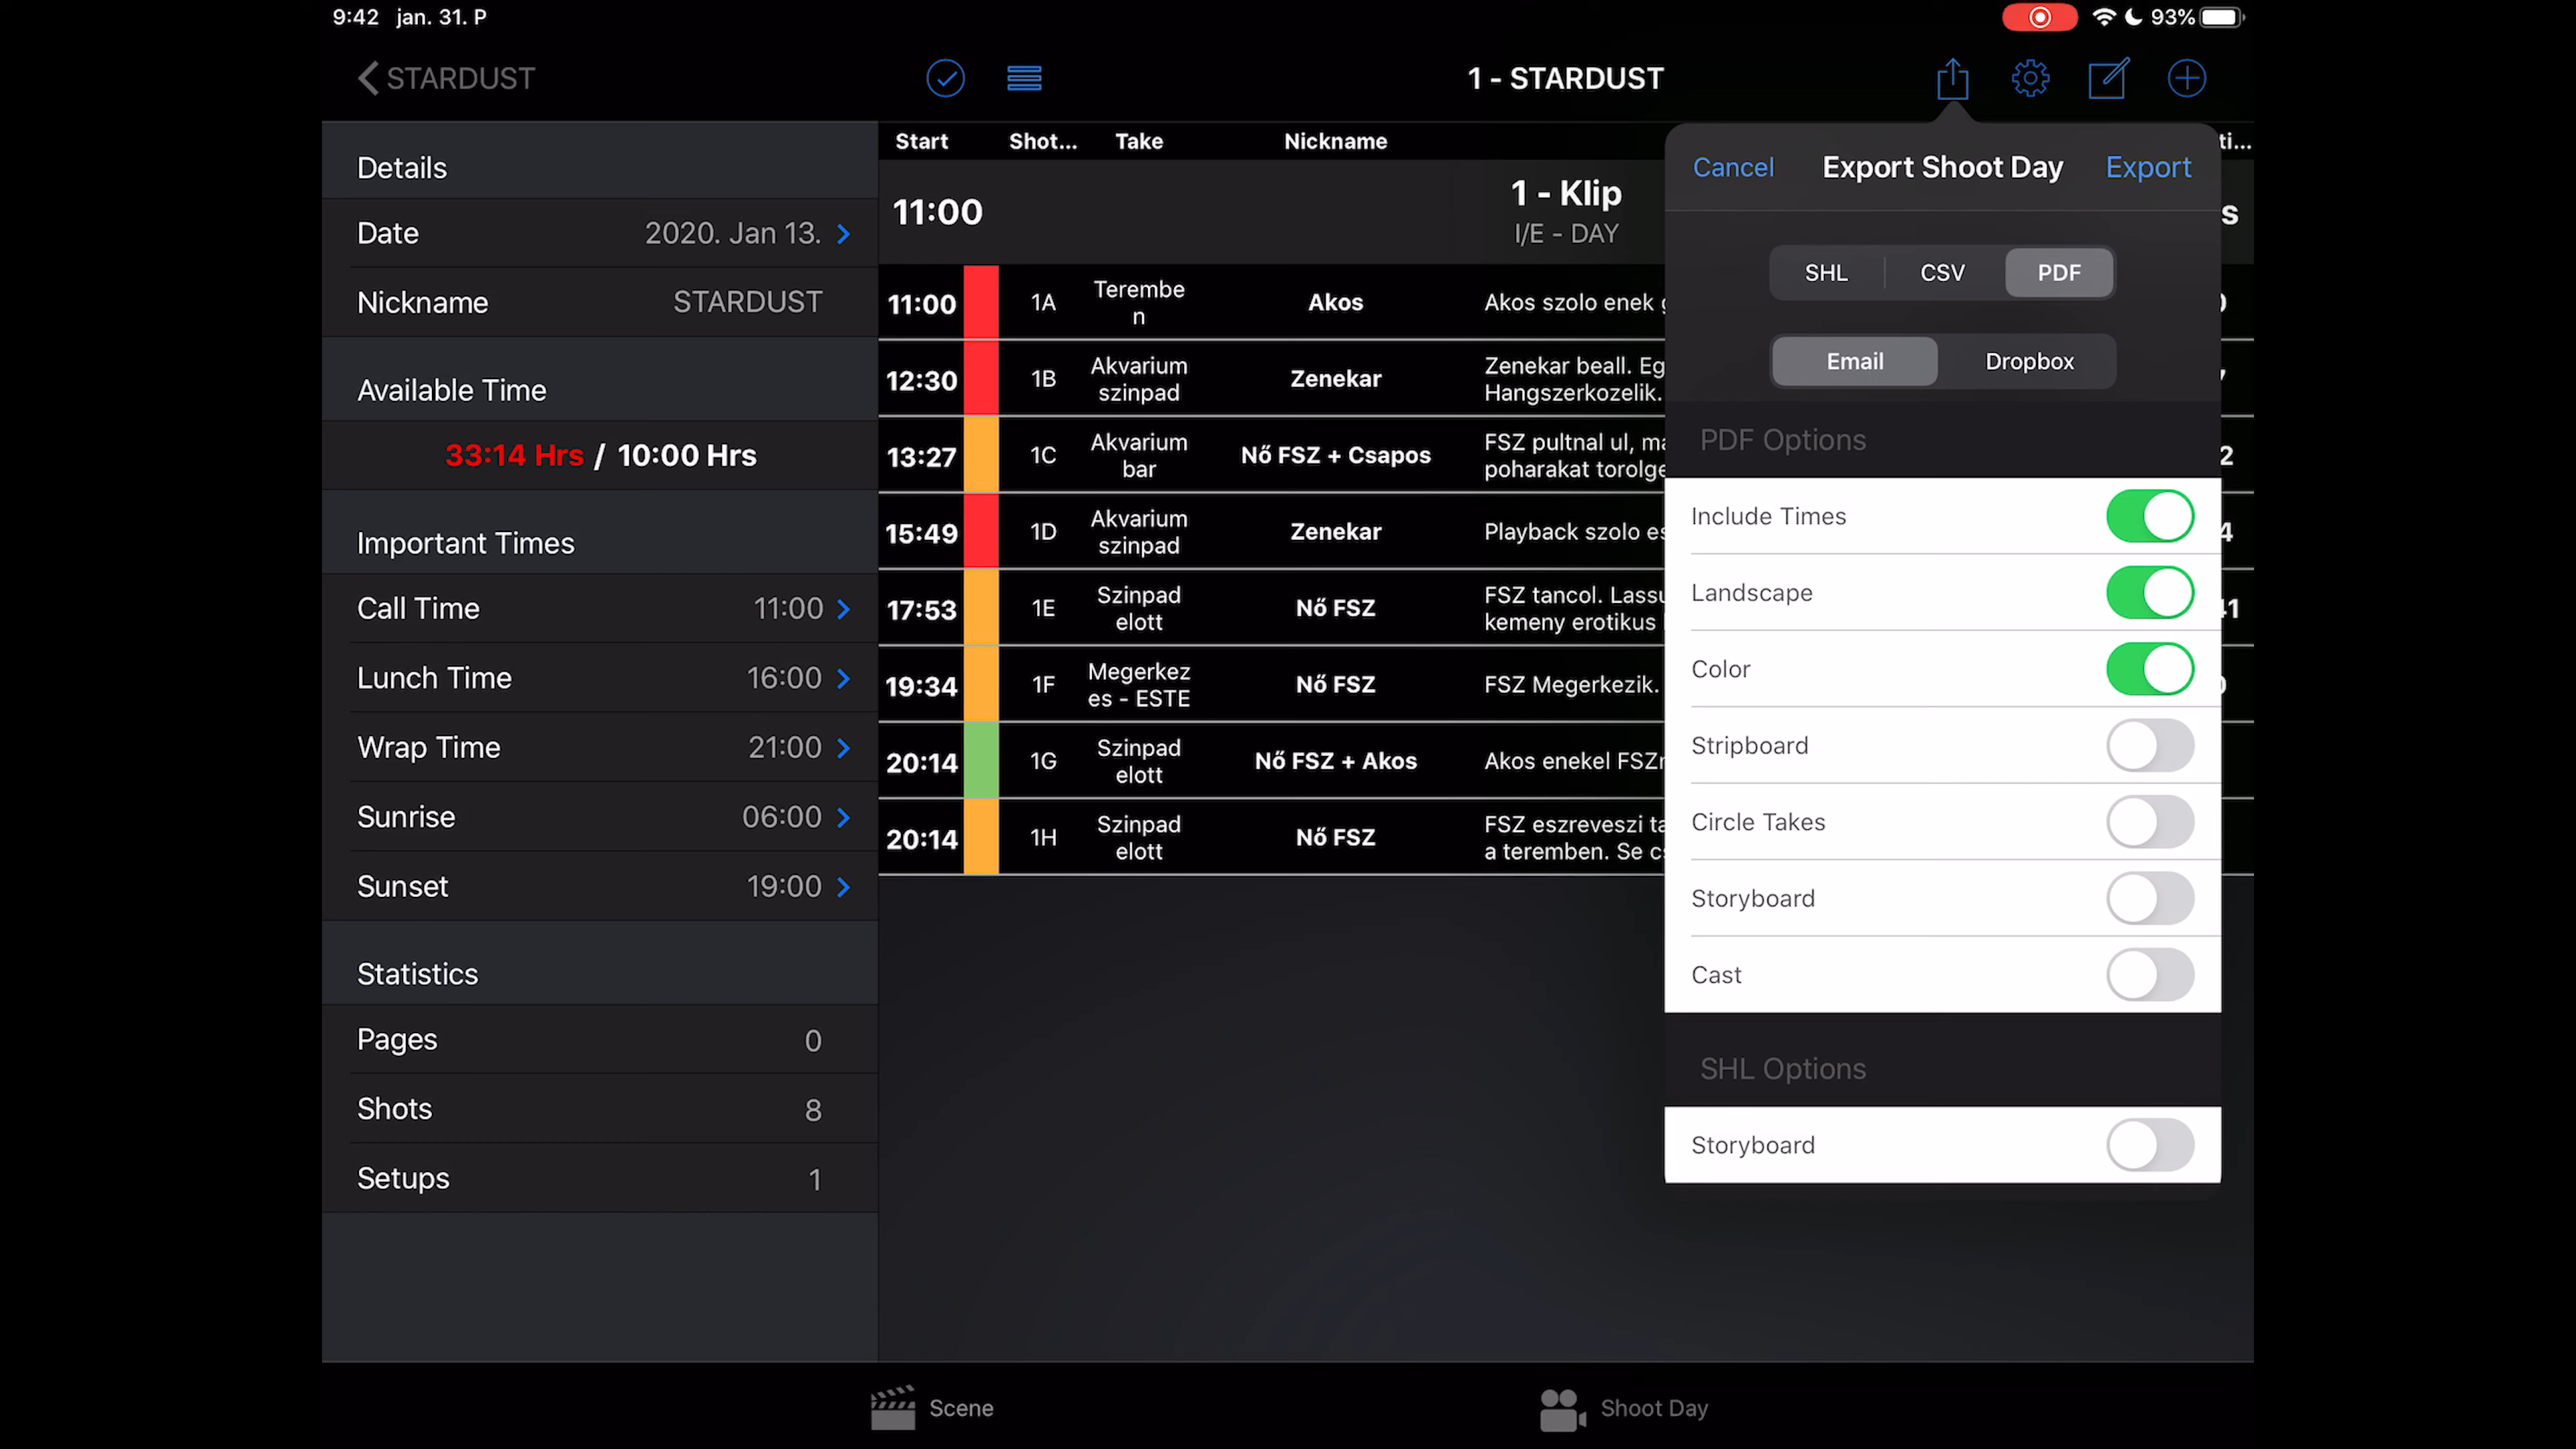 9:42 jan. 31. P
93%
STARDUST
1 - STARDUST
Details
Date 2020. Jan 13.
Nickname STARDUST
Available Time
33:14 Hrs / 10:00 Hrs
Important Times
Call Time 11:00
Lunch Time 16:00
Wrap Time 21:00
Sunrise 06:00
Sunset 19:00
Statistics
Pages 0
Shots 8
Setups 1
Start Shot... Take Nickname
11:00 1 - Klip
I/E - DAY
11:00 1A Terembe
n Akos Akos szolo enek
12:30 1B Akvarium
szinpad Zenekar Zenekar beall.
Hangszerkozelik.
13:27 1C Akvarium
bar Nő FSZ + Csapos FSZ pultnal ul,
poharakat
15:49 1D Akvarium
szinpad Zenekar Playback szolo
17:53 1E Szinpad
elott Nő FSZ FSZ tancol.
kemeny erotikus
19:34 1F Megerkez
es - ESTE Nő FSZ FSZ Megerkezik.
20:14 1G Szinpad
elott Nő FSZ + Akos Akos enekel
20:14 1H Szinpad
elott Nő FSZ FSZ eszreveszi
a teremben. Se
Cancel Export Shoot Day Export
SHL CSV PDF
Email Dropbox
PDF Options
Include Times
Landscape
Color
Stripboard
Circle Takes
Storyboard
Cast
SHL Options
Storyboard
Scene Shoot Day